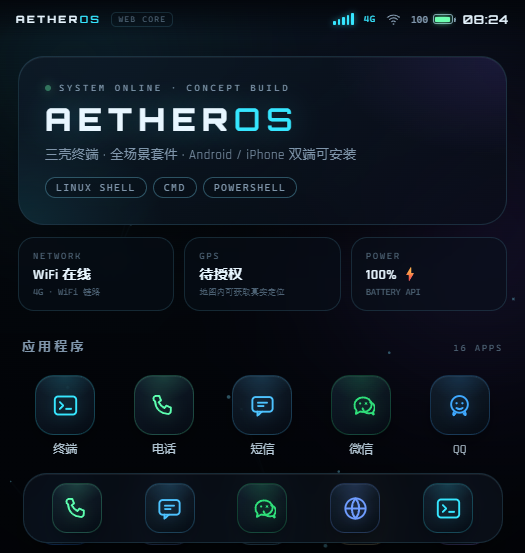 AETHEROS WEB CORE 4G 100 08:24
SYSTEM ONLINE · CONCEPT BUILD
AETHEROS
三壳终端 · 全场景套件 · Android / iPhone 双端可安装
LINUX SHELL CMD POWERSHELL
NETWORK
WiFi 在线
4G · WiFi 链路
GPS
待授权
地图内可获取真实定位
POWER
100%
BATTERY API
应用程序 16 APPS
终端 电话 短信 微信 QQ